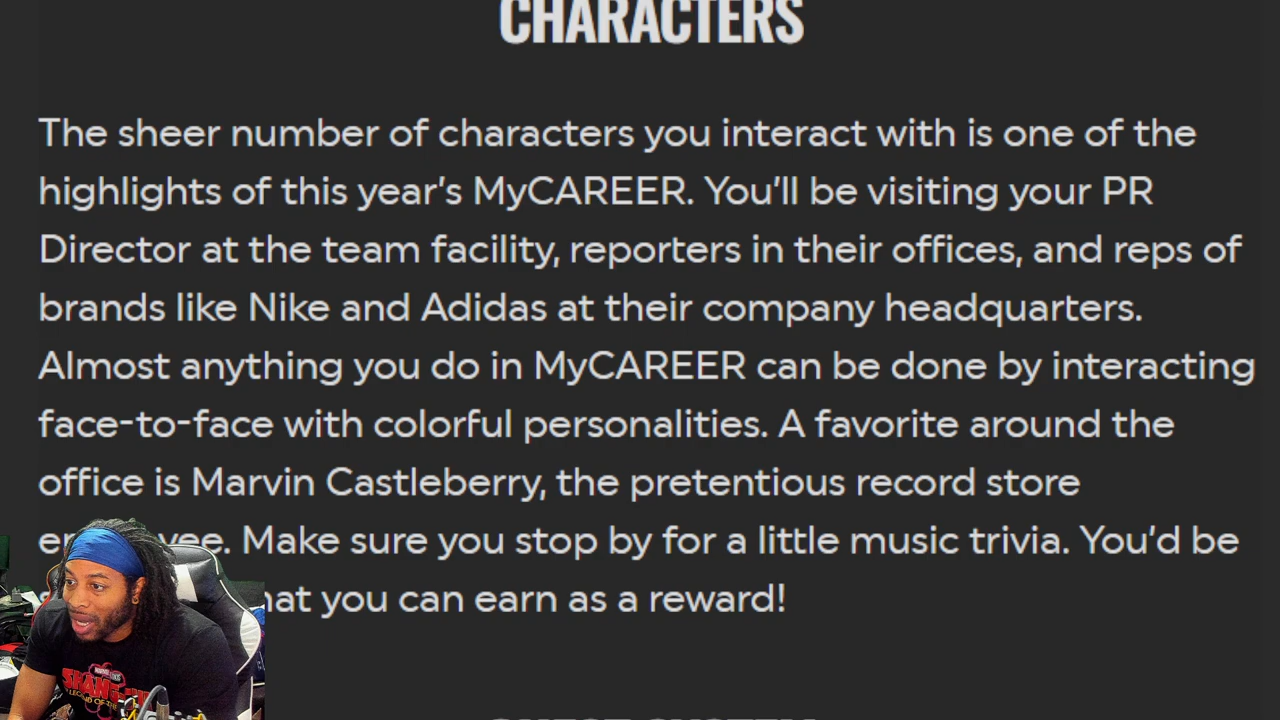 CHARACTERS
The sheer number of characters you interact with is one of the
highlights of this year's MyCAREER. You'll be visiting your PR
Director at the team facility, reporters in their offices, and reps of
brands like Nike and Adidas at their company headquarters.
Almost anything you do in MyCAREER can be done by interacting
face-to-face with colorful personalities. A favorite around the
office is Marvin Castleberry, the pretentious record store
Make sure you stop by for a little music trivia. You'd be
you can earn as a reward!
QUEST SYSTEM